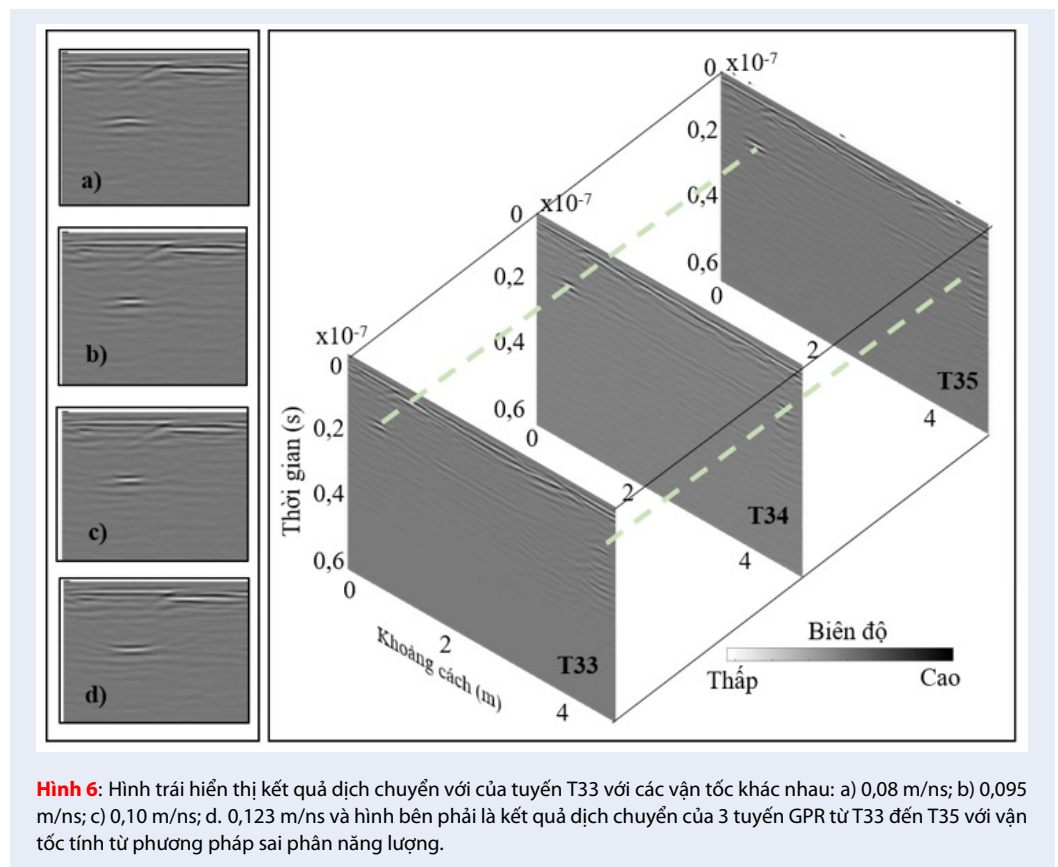 a)
b)
c)
d)
0 x10-7
0,2
0,4
0,6
0
2
4
T35
0 x10-7
0,2
0,4
0,6
0
2
4
T34
x10-7
0
0,2
0,4
0,6
0
2
4
T33
Thời gian (s)
Khoảng cách (m)
Biên độ
Thấp
Cao
Hình 6: Hình trái hiển thị kết quả dịch chuyển với của tuyến T33 với các vận tốc khác nhau: a) 0,08 m/ns; b) 0,095
m/ns; c) 0,10 m/ns; d. 0,123 m/ns và hình bên phải là kết quả dịch chuyển của 3 tuyến GPR từ T33 đến T35 với vận
tốc tính từ phương pháp sai phân năng lượng.